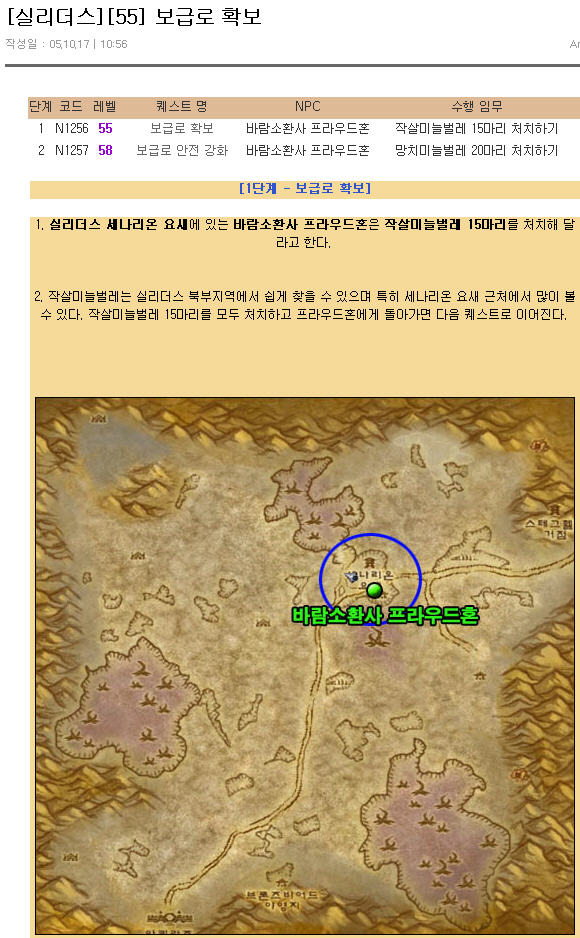 [실리더스][55] 보급로 확보
작성일 : 05,10,17 | 10:56
단계 코드 레벨 퀘스트 명 NPC 수행 임무
1 N1256 55 보급로 확보 바람소환사 프라우드혼 작살미늘벌레 15마리 처치하기
2 N1257 58 보급로 안전 강화 바람소환사 프라우드혼 망치미늘벌레 20마리 처치하기
[1단계 - 보급로 확보]
1. 실리더스 세나리온 요새에 있는 바람소환사 프라우드혼은 작살미늘벌레 15마리를 처치해 달
라고 한다.
2. 작살미늘벌레는 실리더스 북부지역에서 쉽게 찾을 수 있으며 특히 세나리온 요새 근처에서 많이 볼
수 있다. 작살미늘벌레 15마리를 모두 처치하고 프라우드혼에게 돌아가면 다음 퀘스트로 이어진다.
스테그헬
거점
나리온
바람소환사 프라우드혼
브론즈비어드
야영지